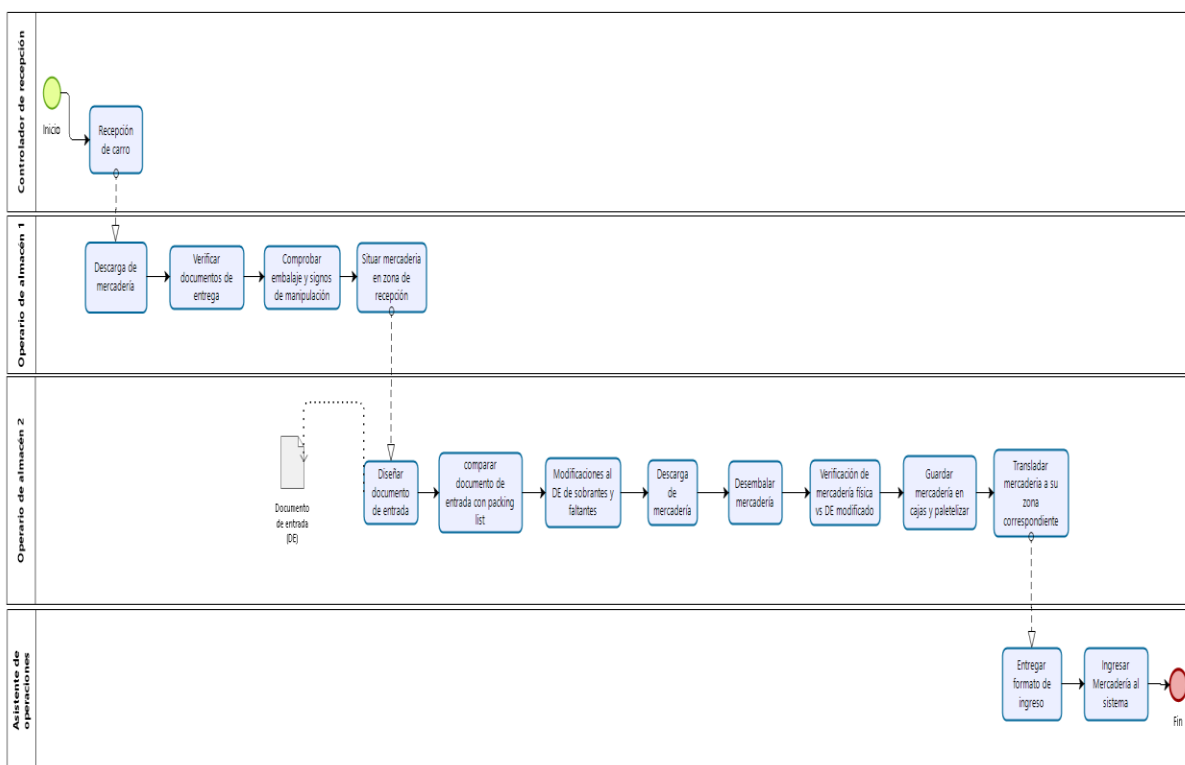 Controlador de recepción
Inicio
Recepción
de carro
Operario de almacén 1
Descarga de
mercadería
Verificar
documentos de
entrega
Comprobar
embalaje y signos
de manipulación
Situar mercaderia
en zona de
recepción
Operario de almacén 2
Documento
de entrada
(DE)
Diseñar
documento
de entrada
comparar
documento de
entrada con packing
list
Modificaciones al
DE de sobrantes y
faltantes
Descarga
de
mercadería
Desembalar
mercadería
Verificación de
mercadería física
vs DE modificado
Guardar
mercadería en
cajas y paletelizar
Transladar
mercaderia a su
zona
correspondiente
Asistente de
operaciones
Entregar
formato de
ingreso
Ingresar
Mercadería al
sistema
Fin